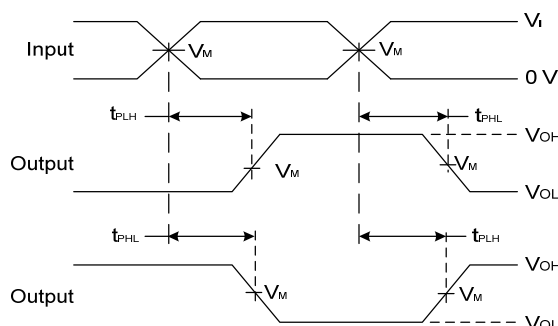 Input VM VM VI
0 V
tPLH tPHL
VOH
Output VM VM
VOL
tPHL tPLH
VOH
Output VM VM
VOL